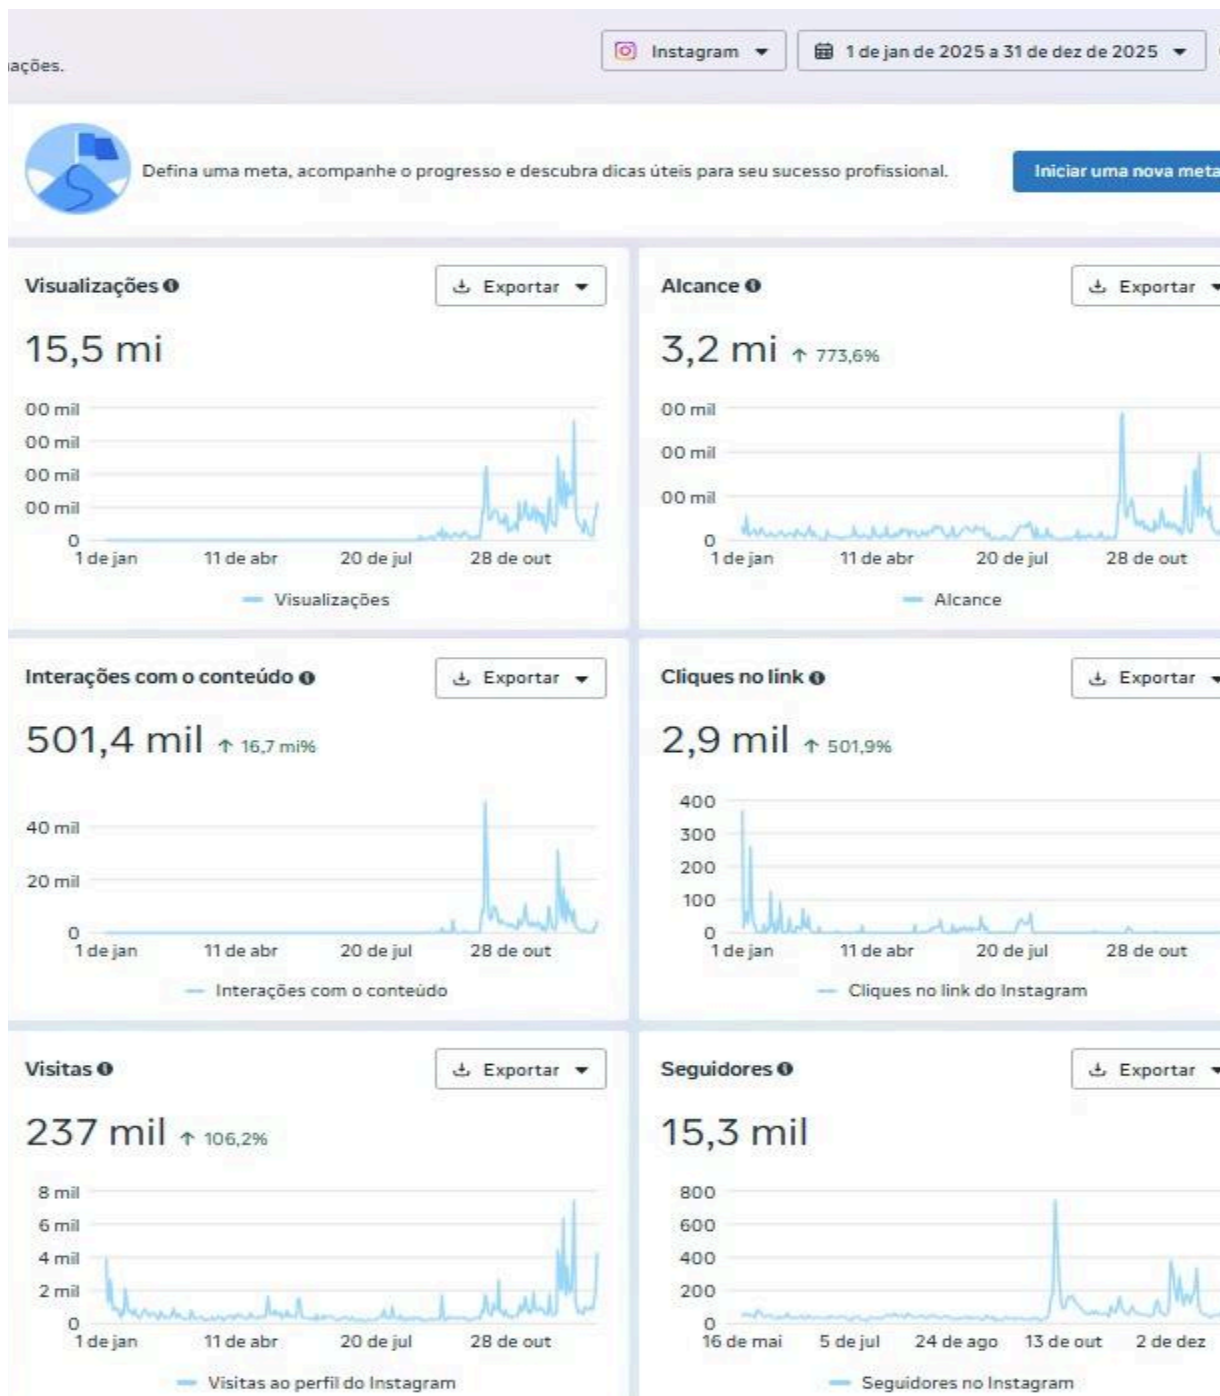 ações.
Instagram
1 de jan de 2025 a 31 de dez de 2025
Defina uma meta, acompanhe o progresso e descubra dicas úteis para seu sucesso profissional.
Iniciar uma nova meta
Visualizações
Exportar
15,5 mi
00 mil
00 mil
00 mil
00 mil
0
1 de jan 11 de abr 20 de jul 28 de out
Visualizações
Alcance
Exportar
3,2 mi ↑ 773,6%
00 mil
00 mil
00 mil
0
1 de jan 11 de abr 20 de jul 28 de out
Alcance
Interações com o conteúdo
Exportar
501,4 mil ↑ 16,7 mi%
40 mil
20 mil
0
1 de jan 11 de abr 20 de jul 28 de out
Interações com o conteúdo
Cliques no link
Exportar
2,9 mil ↑ 501,9%
400
300
200
100
0
1 de jan 11 de abr 20 de jul 28 de out
Cliques no link do Instagram
Visitas
Exportar
237 mil ↑ 106,2%
8 mil
6 mil
4 mil
2 mil
0
1 de jan 11 de abr 20 de jul 28 de out
Visitas ao perfil do Instagram
Seguidores
Exportar
15,3 mil
800
600
400
200
0
16 de mai 5 de jul 24 de ago 13 de out 2 de dez
Seguidores no Instagram